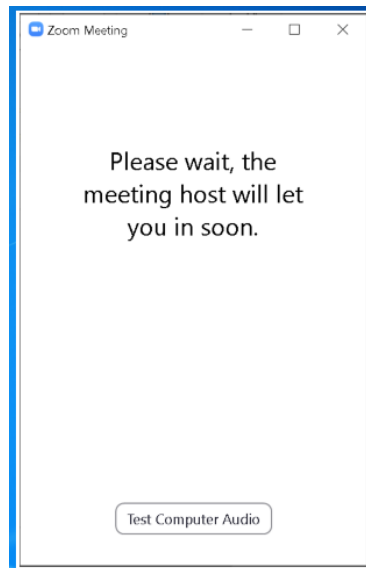 Zoom Meeting
Please wait, the
meeting host will let
you in soon.
Test Computer Audio